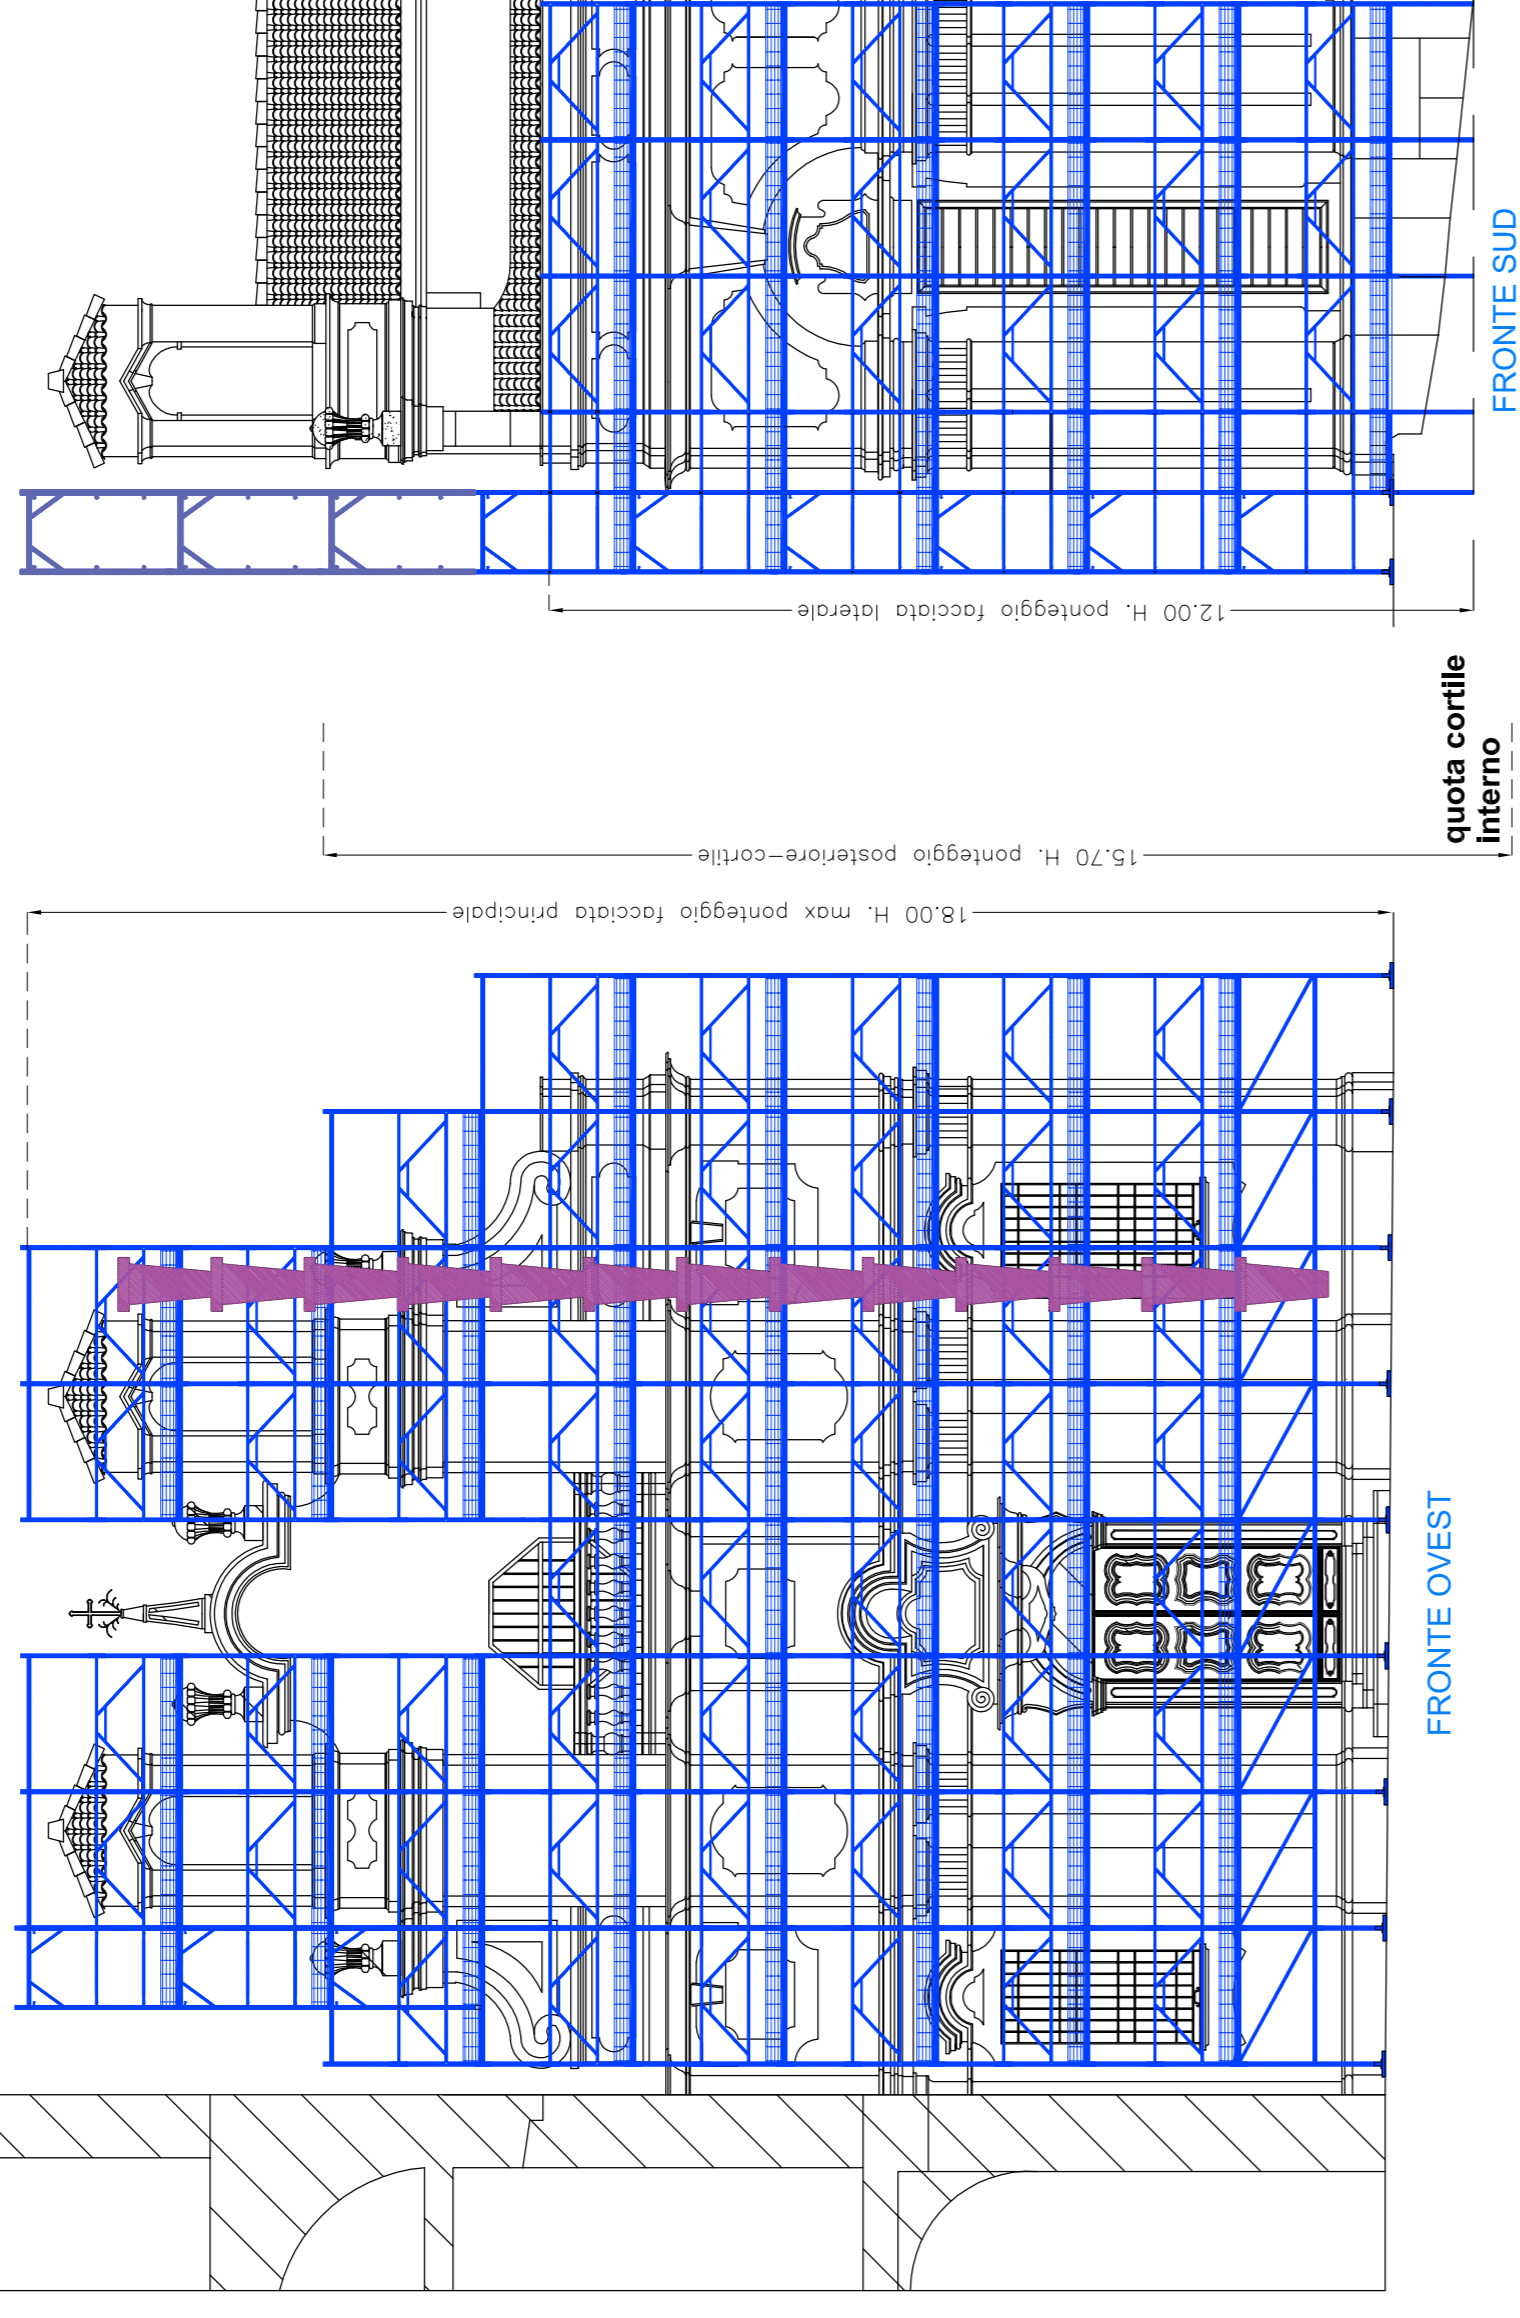 FRONTE OVEST
18.00 H. max ponteggio facciata principale
15.70 H. ponteggio posteriore-cortile
quota cortile
interno
12.00 H. ponteggio facciata laterale
FRONTE SUD